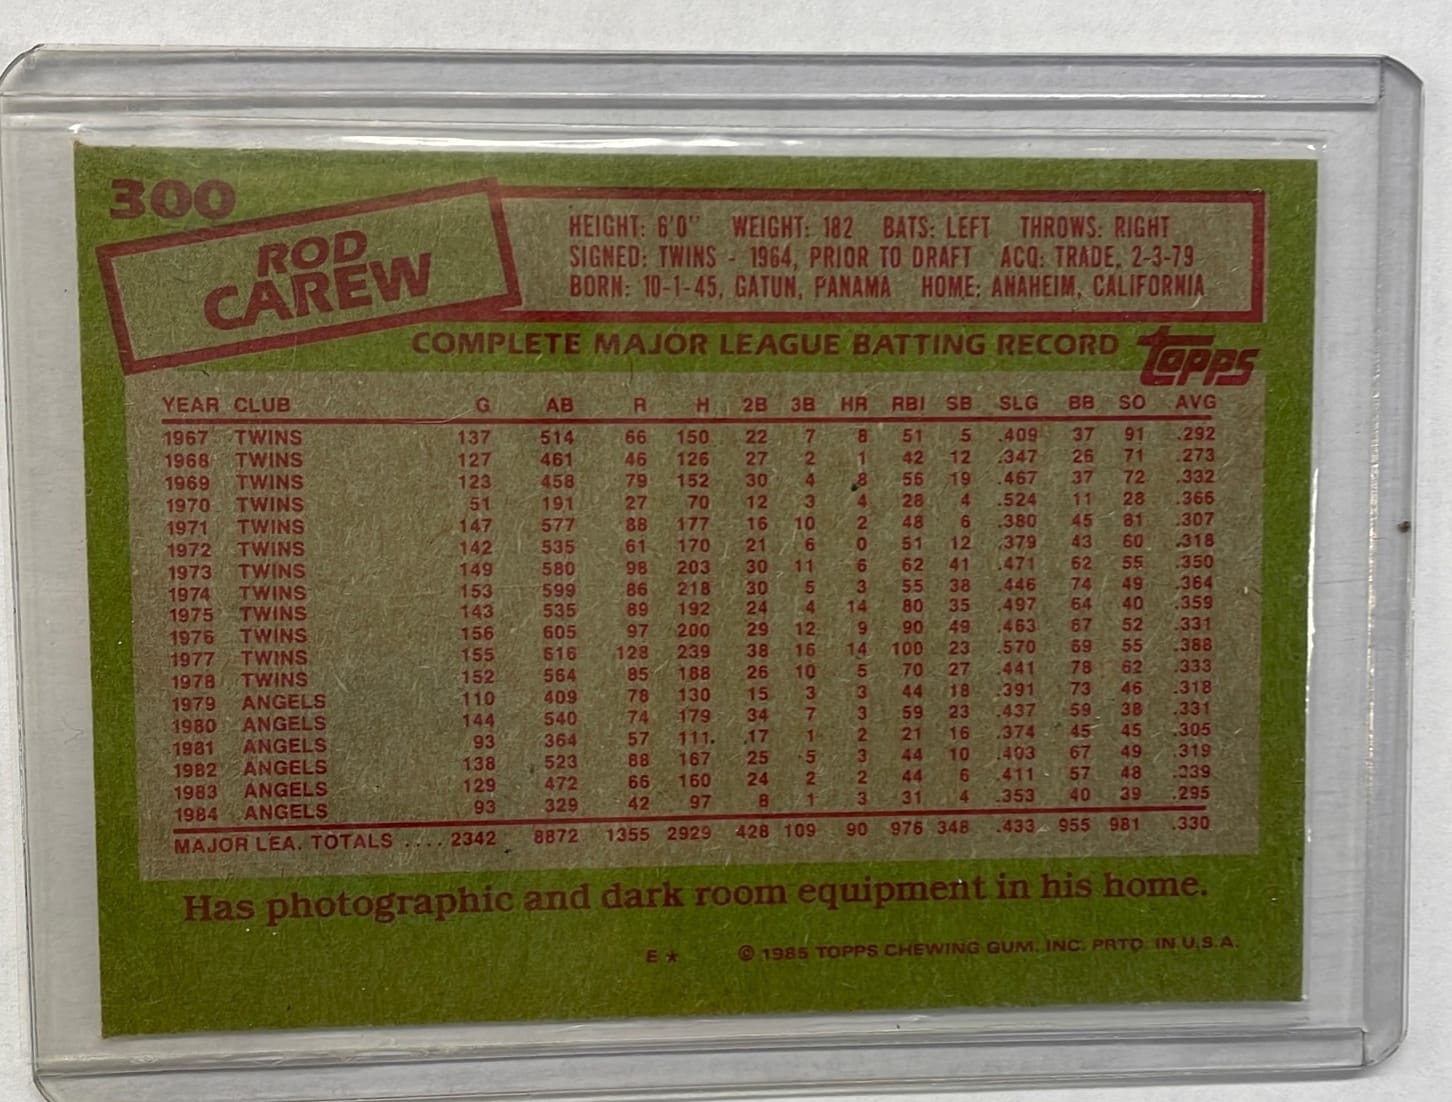 300
ROD
CAREW
HEIGHT: 6'0" WEIGHT: 182 BATS: LEFT THROWS: RIGHT
SIGNED: TWINS - 1964, PRIOR TO DRAFT ACQ: TRADE, 2-3-79
BORN: 10-1-45, GATUN, PANAMA HOME: ANAHEIM, CALIFORNIA
COMPLETE MAJOR LEAGUE BATTING RECORD
topps
YEAR CLUB G AB R H 2B 3B HR RBI SB SLG BB SO AVG
1967 TWINS 137 514 66 150 22 7 8 51 5 .409 37 91 .292
1968 TWINS 127 461 46 126 27 2 1 42 12 .347 26 71 .273
1969 TWINS 123 458 79 152 30 4 8 56 19 .467 37 72 .332
1970 TWINS 51 191 27 70 12 3 4 28 4 .524 11 28 .366
1971 TWINS 147 577 88 177 16 10 2 48 6 .380 45 81 .307
1972 TWINS 142 535 61 170 21 6 0 51 12 .379 43 60 .318
1973 TWINS 149 580 98 203 30 11 6 62 41 .471 62 55 .350
1974 TWINS 153 599 86 218 30 5 3 55 38 .446 74 49 .364
1975 TWINS 143 535 89 192 24 4 14 80 35 .497 64 40 .359
1976 TWINS 156 605 97 200 29 12 9 90 49 .463 67 52 .331
1977 TWINS 155 616 128 239 38 16 14 100 23 .570 69 55 .388
1978 TWINS 152 564 85 188 26 10 5 70 27 .441 78 62 .333
1979 ANGELS 110 409 78 130 15 3 3 44 18 .391 73 46 .318
1980 ANGELS 144 540 74 179 34 7 3 59 23 .437 59 38 .331
1981 ANGELS 93 364 57 111 17 1 2 21 16 .374 45 45 .305
1982 ANGELS 138 523 88 167 25 5 3 44 10 .403 67 49 .319
1983 ANGELS 129 472 66 160 24 2 2 44 6 .411 57 48 .339
1984 ANGELS 93 329 42 97 8 1 3 31 4 .353 40 39 .295
MAJOR LEA. TOTALS .... 2342 8872 1355 2929 428 109 90 976 348 .433 955 981 .330
Has photographic and dark room equipment in his home.
E * © 1985 TOPPS CHEWING GUM, INC. PRTD. IN U.S.A.